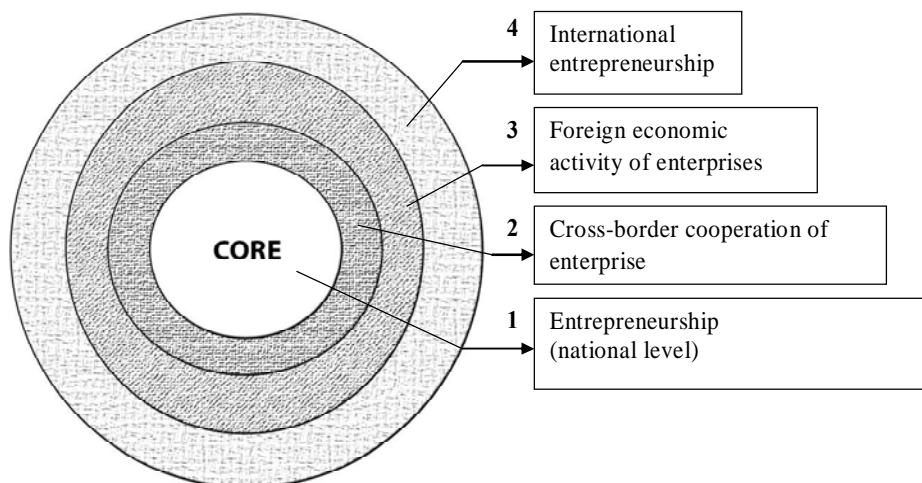 4
International
entrepreneurship
3
Foreign economic
activity of enterprises
2
Cross-border cooperation of
enterprise
CORE
1
Entrepreneurship
(national level)